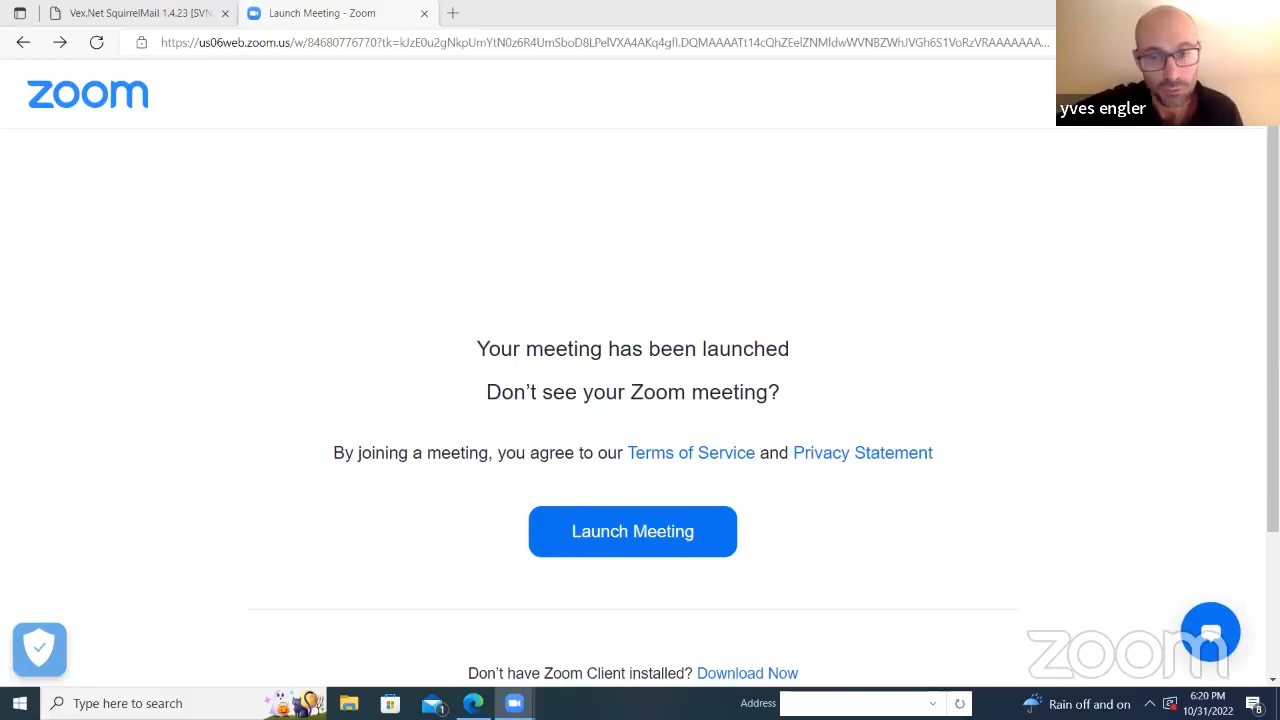 Vex.Net SquirrelMail 1.4.23 [SVN
Launch Meeting - Zoom
zoom
yves engler
Your meeting has been launched
Don't see your Zoom meeting?
By joining a meeting, you agree to our Terms of Service and Privacy Statement
Launch Meeting
Don't have Zoom Client installed? Download Now
zoom
Type here to search
1
Address
Rain off and on
6:20 PM
10/31/2022
8